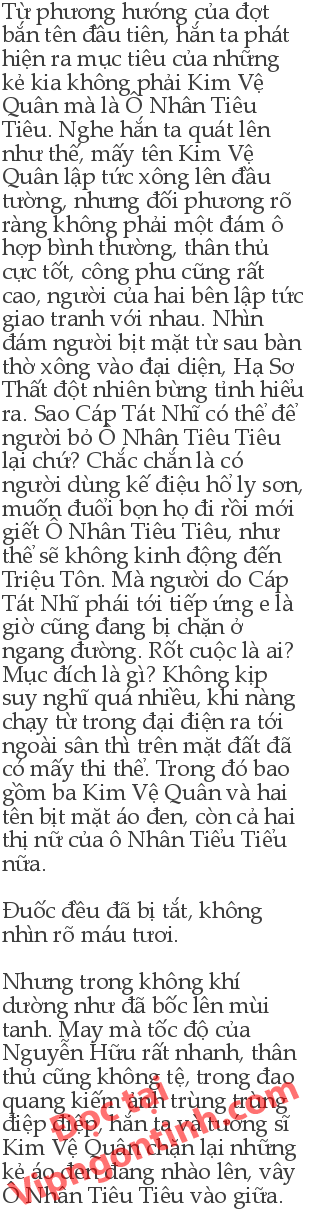 Từ phương hướng của đợt
bắn tên đầu tiên, hắn ta phát
hiện ra mục tiêu của những
kẻ kia không phải Kim Vệ
Quân mà là Ô Nhân Tiêu
Tiêu. Nghe hắn ta quát lên
như thế, mấy tên Kim Vệ
Quân lập tức xông lên đầu
tường, nhưng đối phương rõ
ràng không phải một đám ô
hợp bình thường, thân thủ
cực tốt, công phu cũng rất
cao, người của hai bên lập tức
giao tranh với nhau. Nhìn
đám người bịt mặt từ sau bàn
thờ xông vào đại diện, Hạ Sơ
Thất đột nhiên bừng tỉnh hiểu
ra. Sao Cáp Tát Nhĩ có thể để
người bỏ Ô Nhân Tiêu Tiêu
lại chứ? Chắc chắn là có
người dùng kế điệu hổ ly sơn,
muốn đuổi bọn họ đi rồi mới
giết Ô Nhân Tiêu Tiêu, như
thế sẽ không kinh động đến
Triệu Tôn. Mà người do Cáp
Tát Nhĩ phái tới tiếp ứng e là
giờ cũng đang bị chặn ở
ngang đường. Rốt cuộc là ai?
Mục đích là gì? Không kịp
suy nghĩ quá nhiều, khi nàng
chạy từ trong đại điện ra tới
ngoài sân thì trên mặt đất đã
có mấy thi thể. Trong đó bao
gồm ba Kim Vệ Quân và hai
tên bịt mặt áo đen, còn cả hai
thị nữ của ô Nhân Tiểu Tiểu
nữa.
Đuốc đều đã bị tắt, không
nhìn rõ máu tươi.
Nhưng trong không khí
dường như đã bốc lên mùi
tanh. May mà tốc độ của
Nguyễn Hữu rất nhanh, thân
thủ cũng không tệ, trong đao
quang kiếm ảnh trùng trùng
điệp điệp, hắn ta và tướng sĩ
Kim Vệ Quân chặn lại những
kẻ áo đen đang nhào lên, vây
Ô Nhân Tiêu Tiêu vào giữa.
Đọc tại
Vipngontinh.com